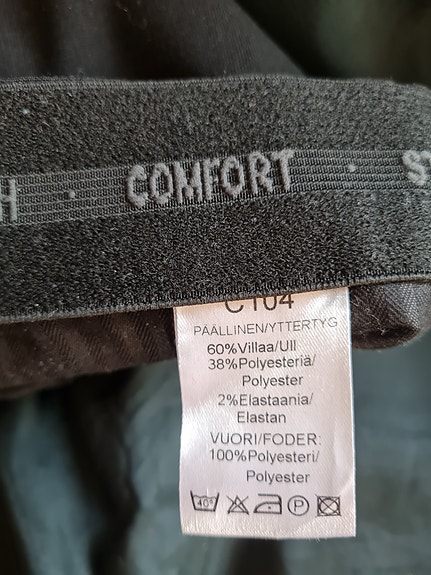 H · COMFORT · ST
C104
PÄÄLLINEN/YTTERTYG
60%Villaa/Ull
38%Polyesteriä/
Polyester
2%Elastaania/
Elastan
VUORI/FODER:
100%Polyesteri/
Polyester
40° P